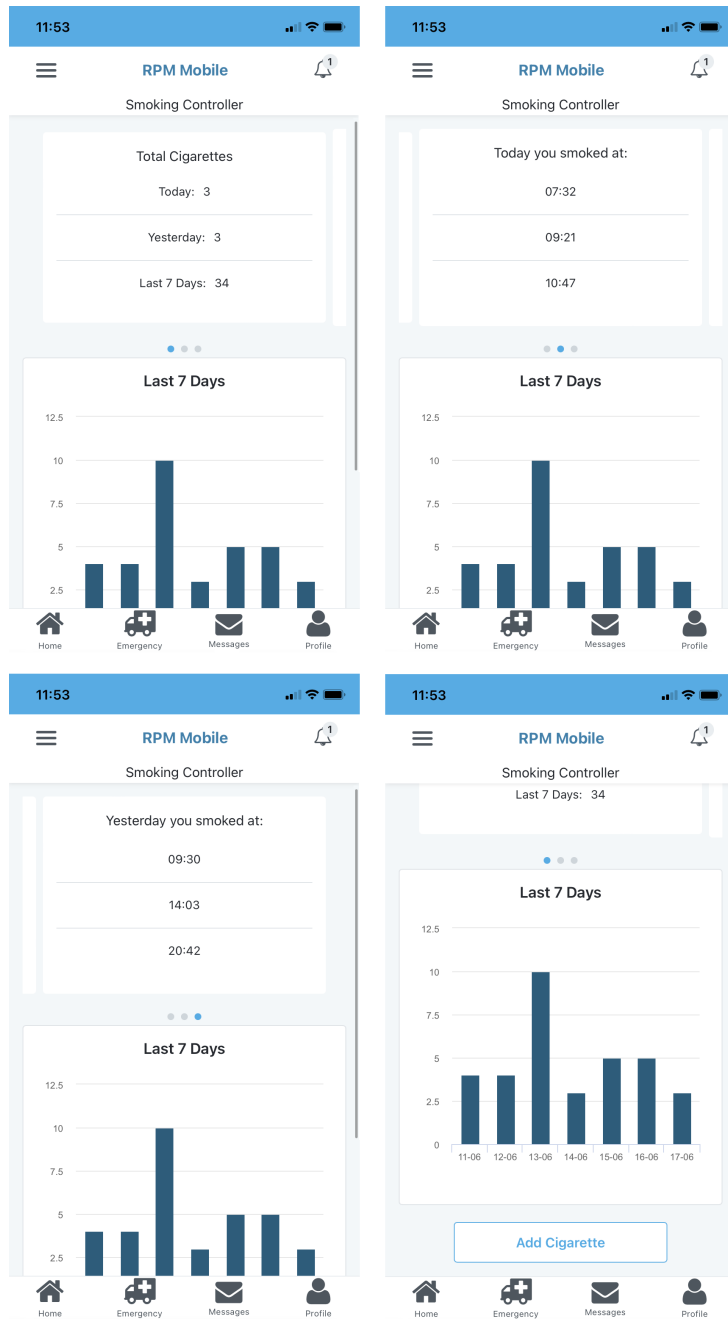 11:53
RPM Mobile
1
Smoking Controller
Total Cigarettes
Today: 3
Yesterday: 3
Last 7 Days: 34
Last 7 Days
12.5
10
7.5
5
2.5
Home
Emergency
Messages
Profile
11:53
RPM Mobile
1
Smoking Controller
Today you smoked at:
07:32
09:21
10:47
Last 7 Days
12.5
10
7.5
5
2.5
Home
Emergency
Messages
Profile
11:53
RPM Mobile
1
Smoking Controller
Yesterday you smoked at:
09:30
14:03
20:42
Last 7 Days
12.5
10
7.5
5
2.5
Home
Emergency
Messages
Profile
11:53
RPM Mobile
1
Smoking Controller
Last 7 Days: 34
Last 7 Days
12.5
10
7.5
5
2.5
0
11-06 12-06 13-06 14-06 15-06 16-06 17-06
Add Cigarette
Home
Emergency
Messages
Profile